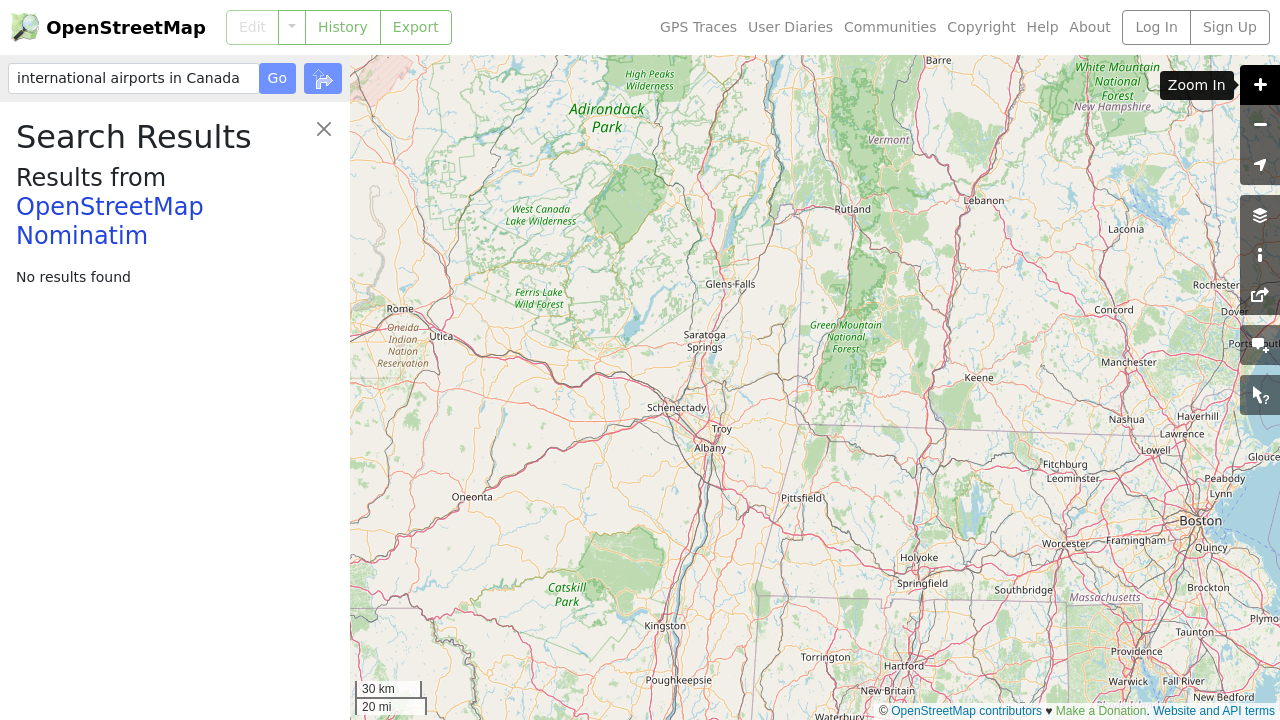 OpenStreetMap
Edit
History
Export
GPS Traces
User Diaries
Communities
Copyright
Help
About
Log In
Sign Up
international airports in Canada
Go
Search Results
Results from
OpenStreetMap
Nominatim
No results found
Zoom In
Barre
High Peaks
Wilderness
Adirondack
Park
White Mountain
National
Forest
New Hampshire
Vermont
West Canada
Lake Wilderness
Rutland
Lebanon
Laconia
Ferris Lake
Wild Forest
Glens Falls
Rochester
Rome
Oneida
Indian
Nation
Reservation
Utica
Saratoga
Springs
Green Mountain
National
Forest
Concord
Dover
Portsmouth
Manchester
Keene
Schenectady
Troy
Albany
Nashua
Haverhill
Lawrence
Lowell
Glouce
Fitchburg
Leominster
Peabody
Lynn
Oneonta
Pittsfield
Boston
Worcester
Framingham
Quincy
Holyoke
Springfield
Southbridge
Brockton
Catskill
Park
Massachusetts
Kingston
Plymo
Taunton
Torrington
Hartford
Providence
Poughkeepsie
New Britain
Warwick
Fall River
New Bedford
Waterbury
30 km
20 mi
© OpenStreetMap contributors ♥ Make a Donation. Website and API terms